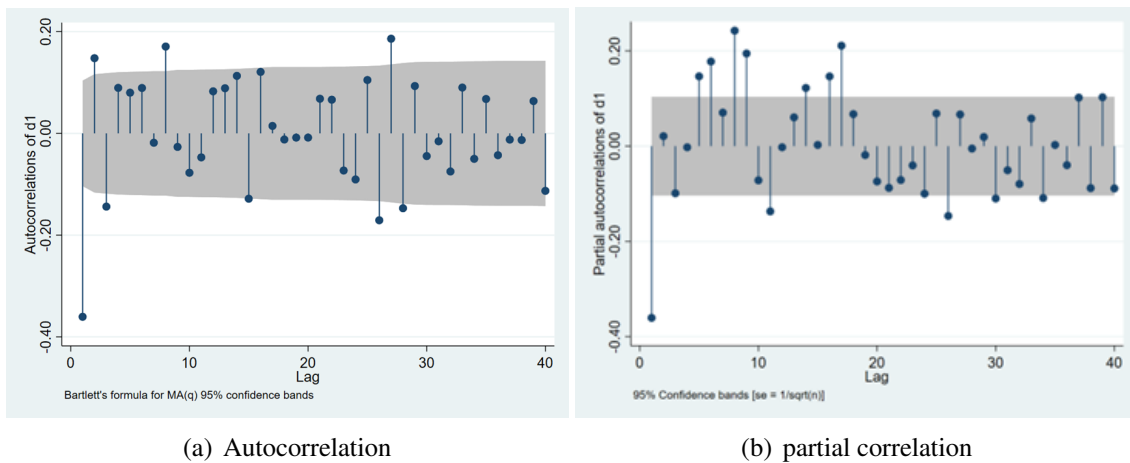 Autocorrelations of d1
0.20
0.00
-0.20
-0.40
0
10
20
30
40
Lag
Bartlett's formula for MA(q) 95% confidence bands
(a) Autocorrelation
Partial autocorrelations of d1
0.20
0.00
-0.20
-0.40
0
10
20
30
40
Lag
95% Confidence bands [se = 1/sqrt(n)]
(b) partial correlation